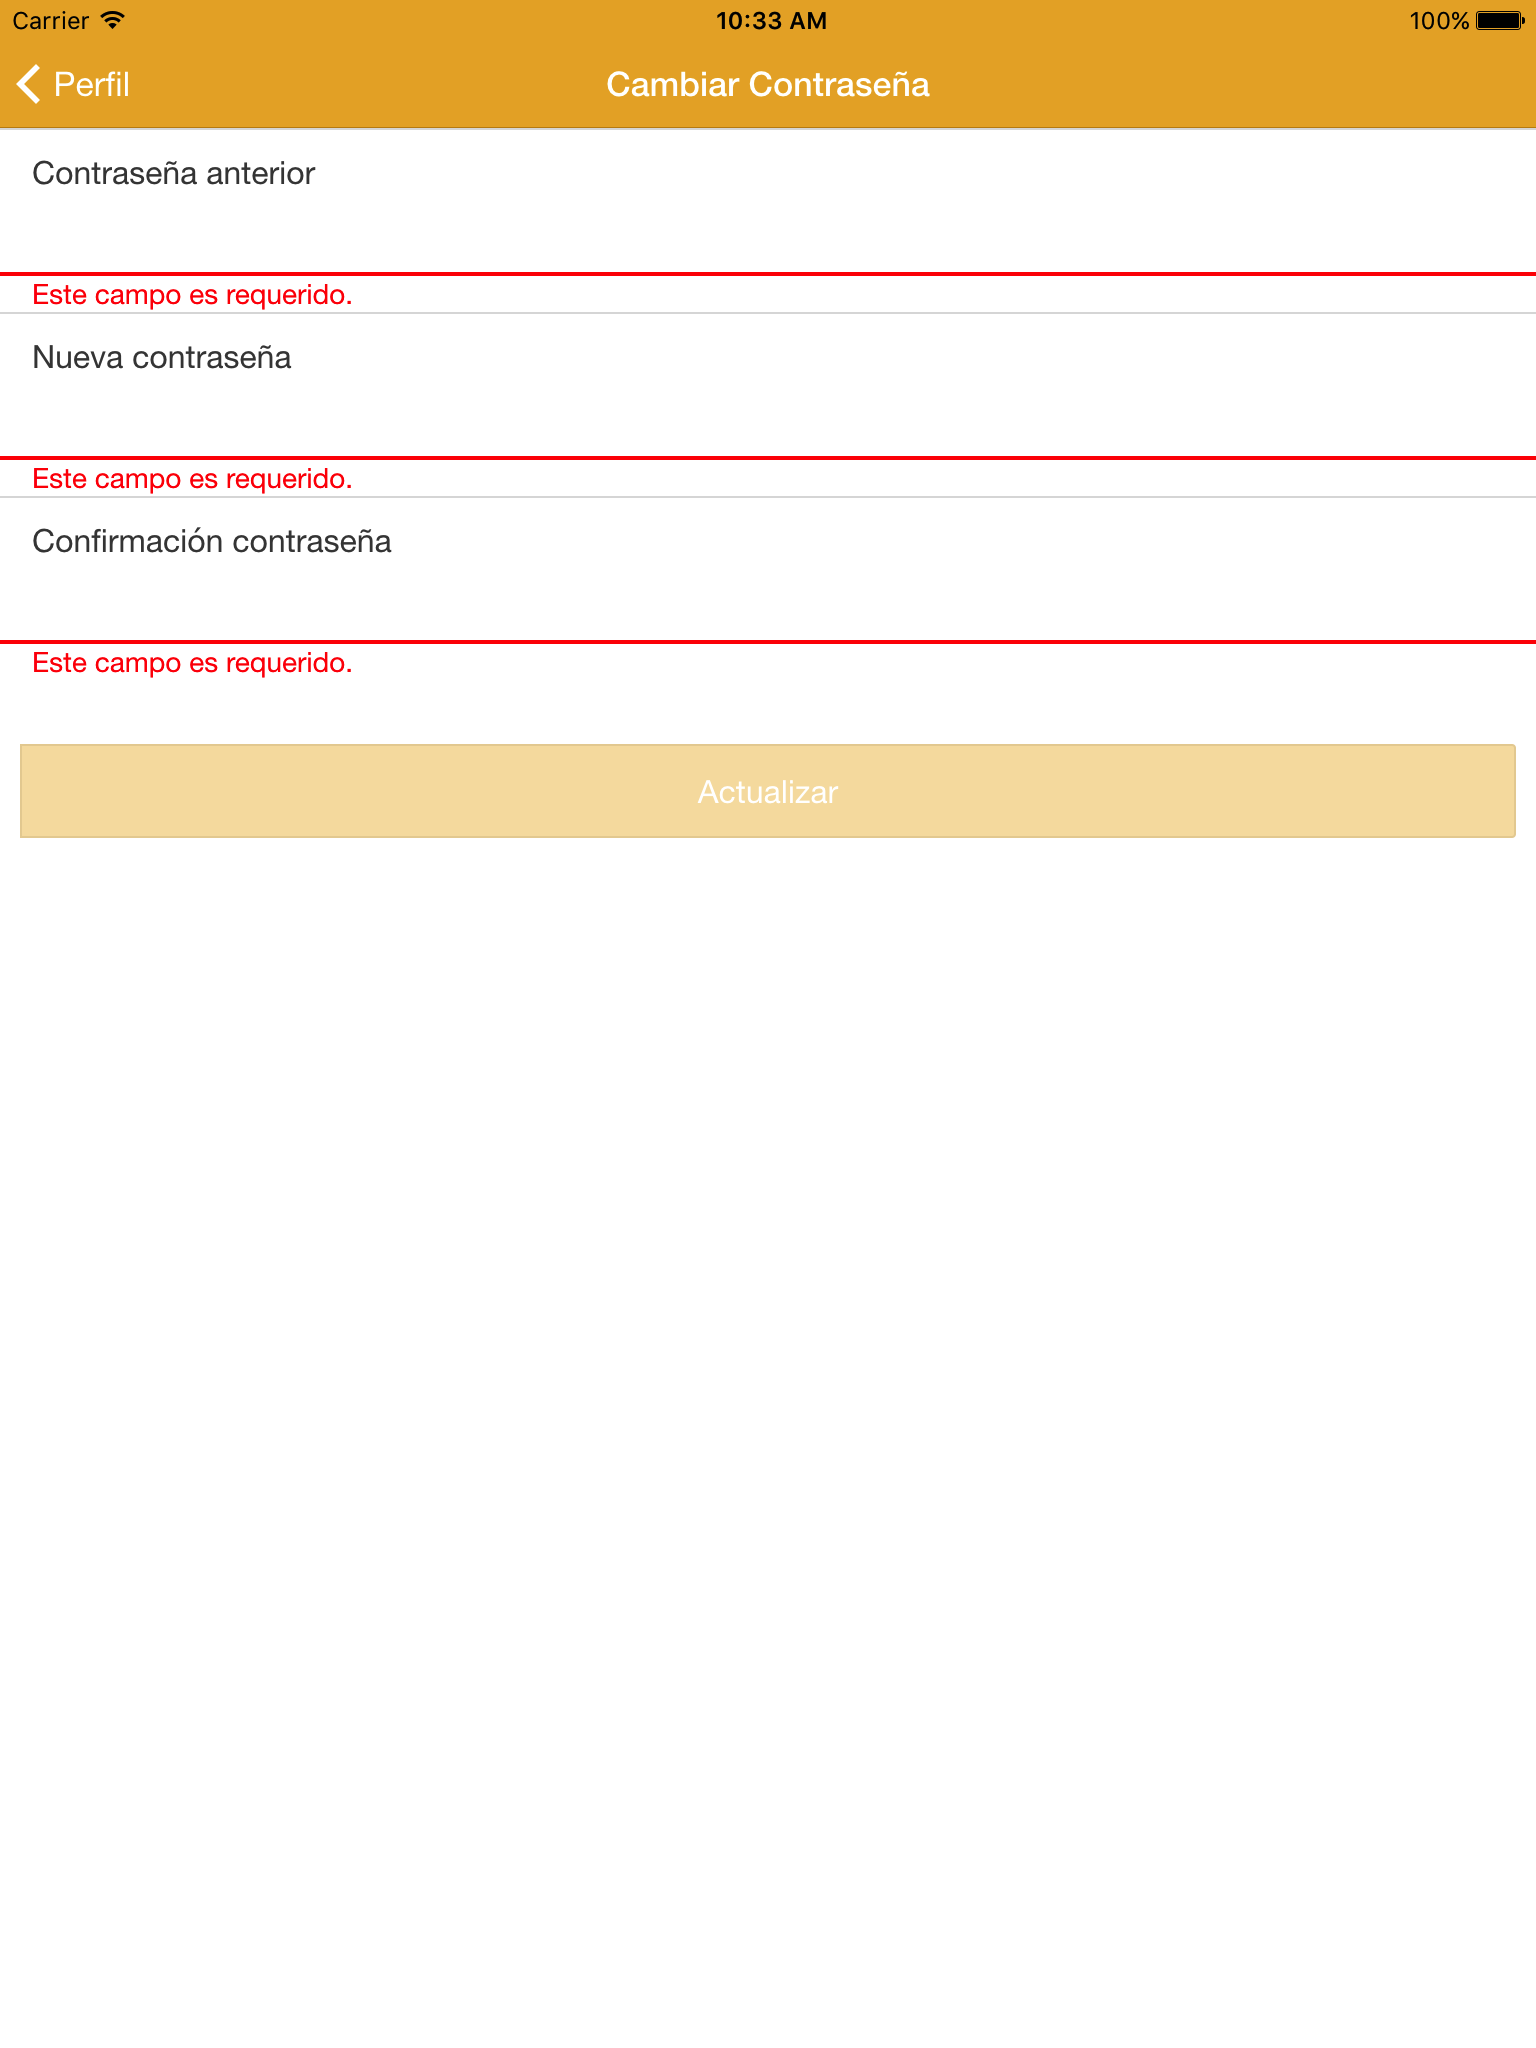 Carrier 10:33 AM 100%
Perfil Cambiar Contraseña
Contraseña anterior
Este campo es requerido.
Nueva contraseña
Este campo es requerido.
Confirmación contraseña
Este campo es requerido.
Actualizar